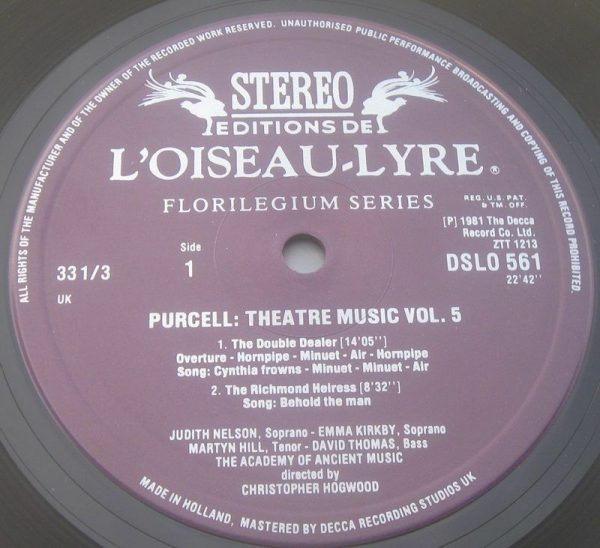 ALL RIGHTS OF THE MANUFACTURER AND OF THE OWNER OF THE RECORDED WORK RESERVED. UNAUTHORISED PUBLIC PERFORMANCE BROADCASTING AND COPYING OF THIS RECORD PROHIBITED.
STEREO
EDITIONS DE
L'OISEAU-LYRE®
FLORILEGIUM SERIES
REG. U.S. PAT.
& TM. OFF.
[P] 1981 The Decca
Record Co. Ltd.
ZTT 1213
Side
1
33 1/3
UK
DSLO 561
22'42"
PURCELL: THEATRE MUSIC VOL. 5
1. The Double Dealer [14'05"]
Overture - Hornpipe - Minuet - Air - Hornpipe
Song: Cynthia frowns - Minuet - Minuet - Air
2. The Richmond Heiress [8'32"]
Song: Behold the man
JUDITH NELSON, Soprano - EMMA KIRKBY, Soprano
MARTYN HILL, Tenor - DAVID THOMAS, Bass
THE ACADEMY OF ANCIENT MUSIC
directed by
CHRISTOPHER HOGWOOD
MADE IN HOLLAND, MASTERED BY DECCA RECORDING STUDIOS UK